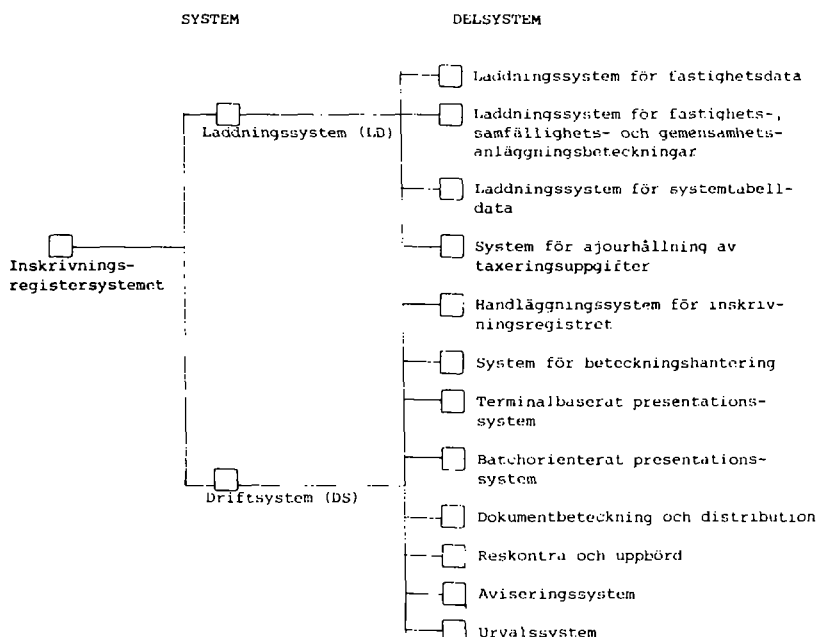 SYSTEM
DELSYSTEM
Laddningssystem för fastighetsdata
Laddningssystem (LD)
Laddningssystem för fastighets-,
samfällighets- och gemensamhets-
anläggningsbeteckningar
Laddningssystem för systemtabell-
data
Inskrivnings-
registersystemet
System för ajourhållning av
taxeringsuppgifter
Handläggningssystem för inskriv-
ningsregistret
System för beteckningshantering
Terminalbaserat presentations-
system
Driftsystem (DS)
Batchorienterat presentations-
system
Dokumentbeteckning och distribution
Reskontra och uppbörd
Aviseringssystem
Urvalssystem